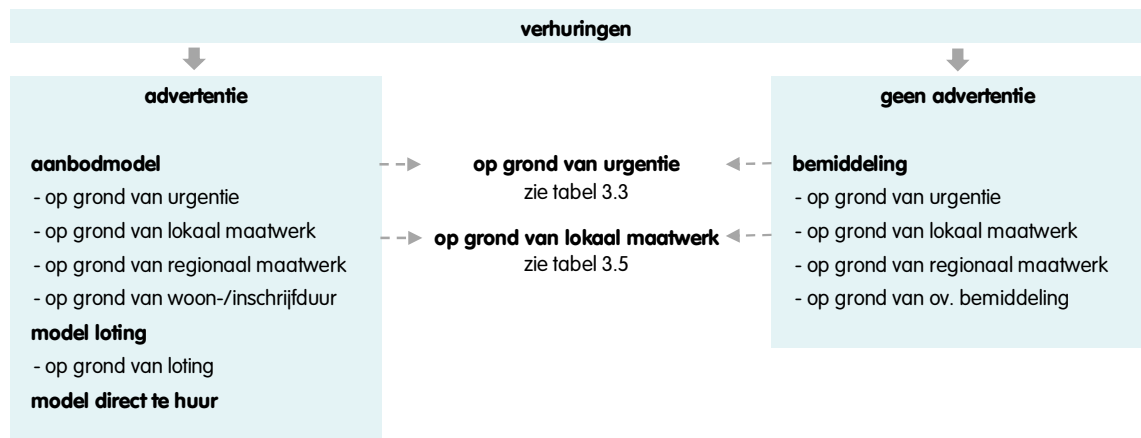 verhuringen
advertentie
aanbodmodel
- op grond van urgentie
- op grond van lokaal maatwerk
- op grond van regionaal maatwerk
- op grond van woon-/inschrijfduur
model loting
- op grond van loting
model direct te huur
op grond van urgentie
zie tabel 3.3
op grond van lokaal maatwerk
zie tabel 3.5
geen advertentie
bemiddeling
- op grond van urgentie
- op grond van lokaal maatwerk
- op grond van regionaal maatwerk
- op grond van ov. bemiddeling